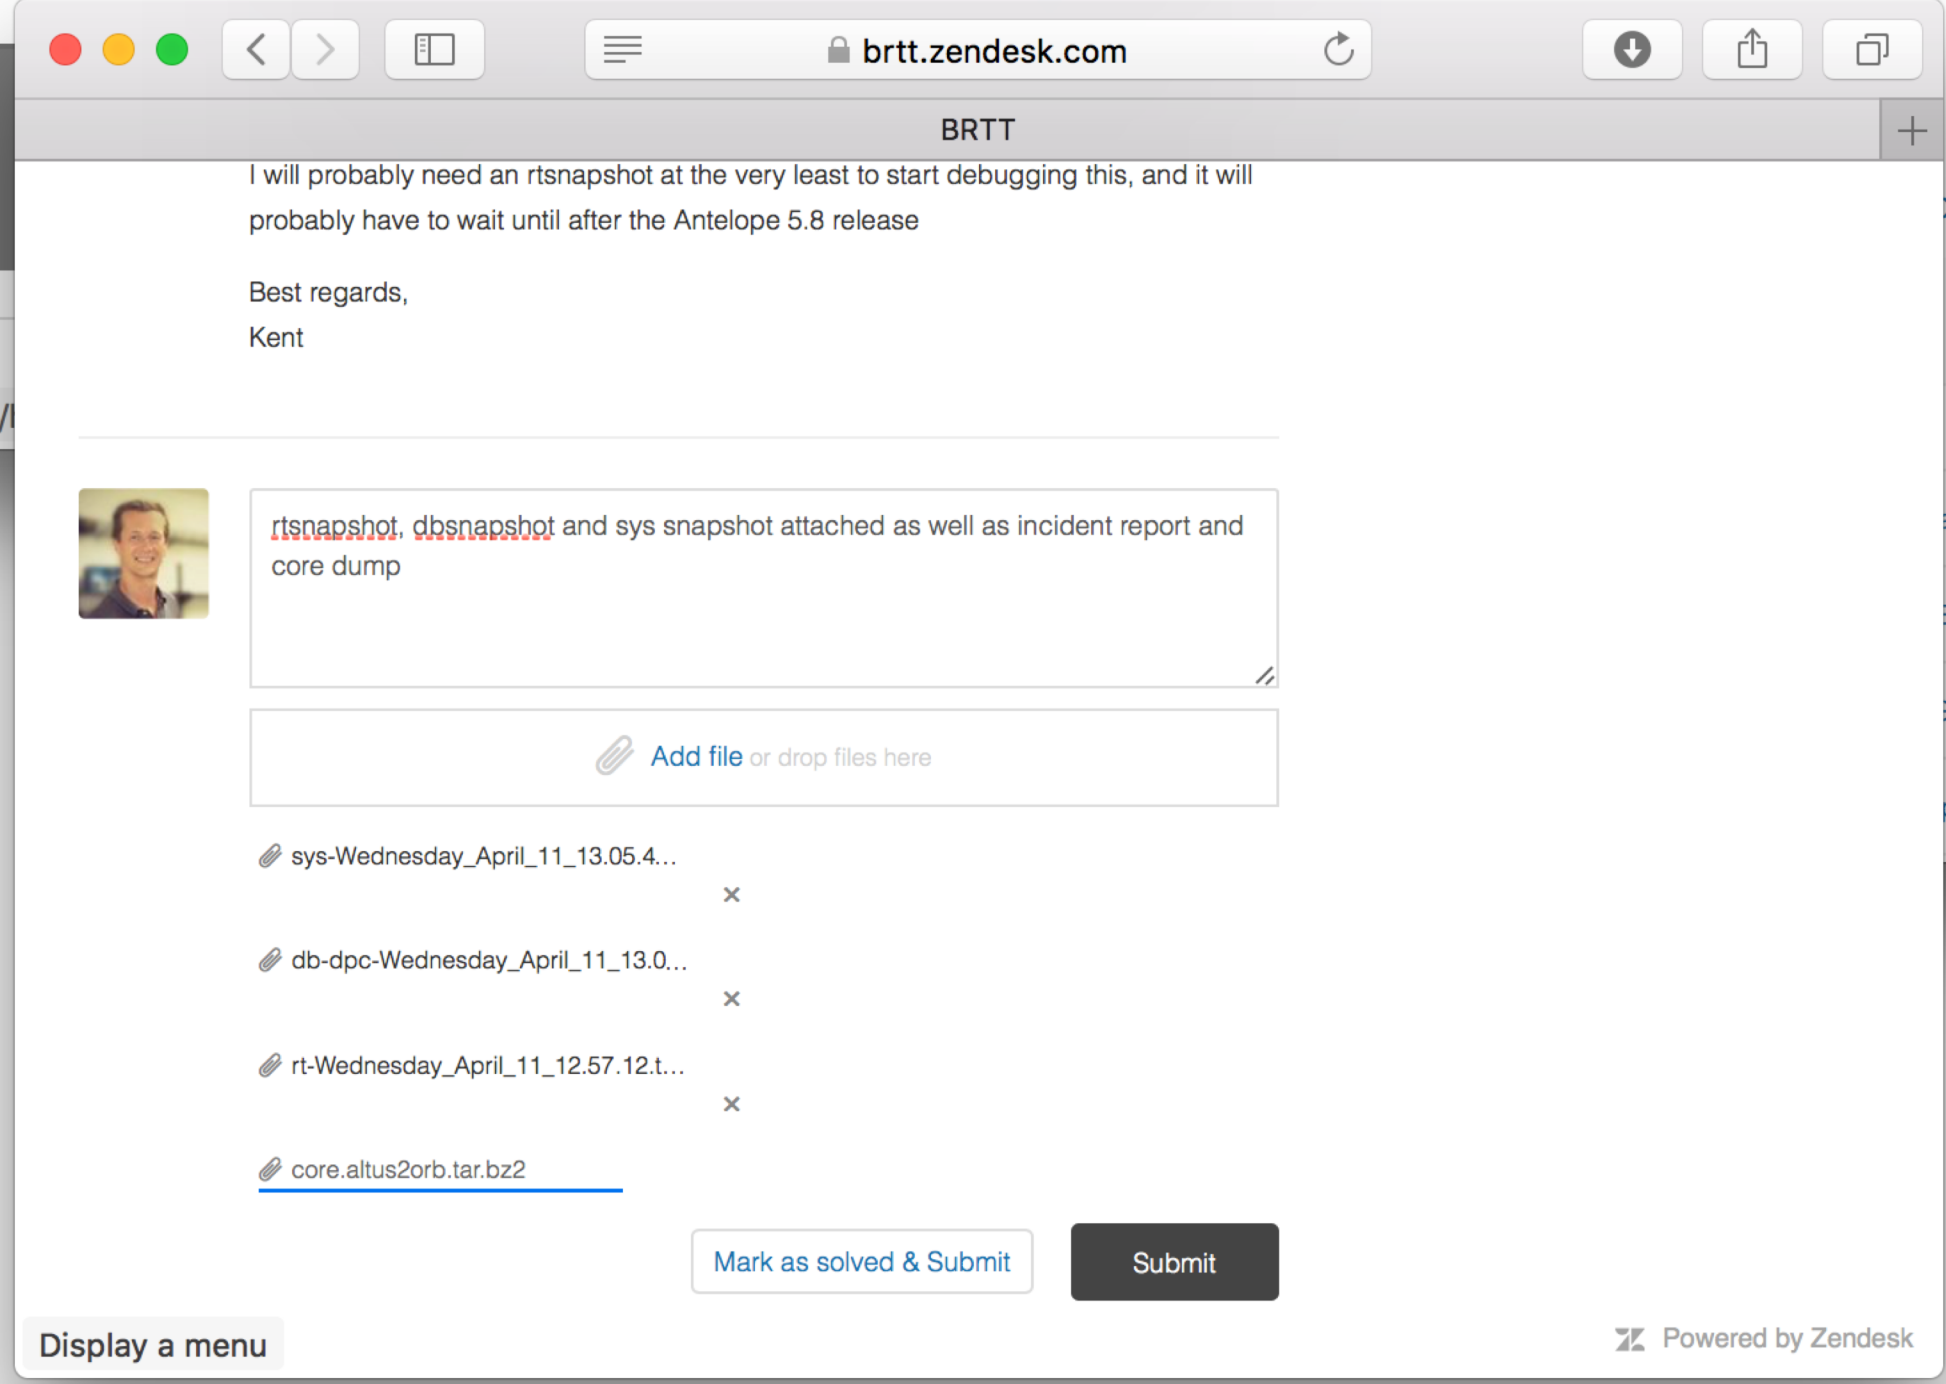 brtt.zendesk.com
BRTT
I will probably need an rtsnapshot at the very least to start debugging this, and it will
probably have to wait until after the Antelope 5.8 release
Best regards,
Kent
rtsnapshot, dbsnapshot and sys snapshot attached as well as incident report and
core dump
Add file or drop files here
sys-Wednesday_April_11_13.05.4...
db-dpc-Wednesday_April_11_13.0...
rt-Wednesday_April_11_12.57.12.t...
core.altus2orb.tar.bz2
Mark as solved & Submit
Submit
Display a menu
Powered by Zendesk